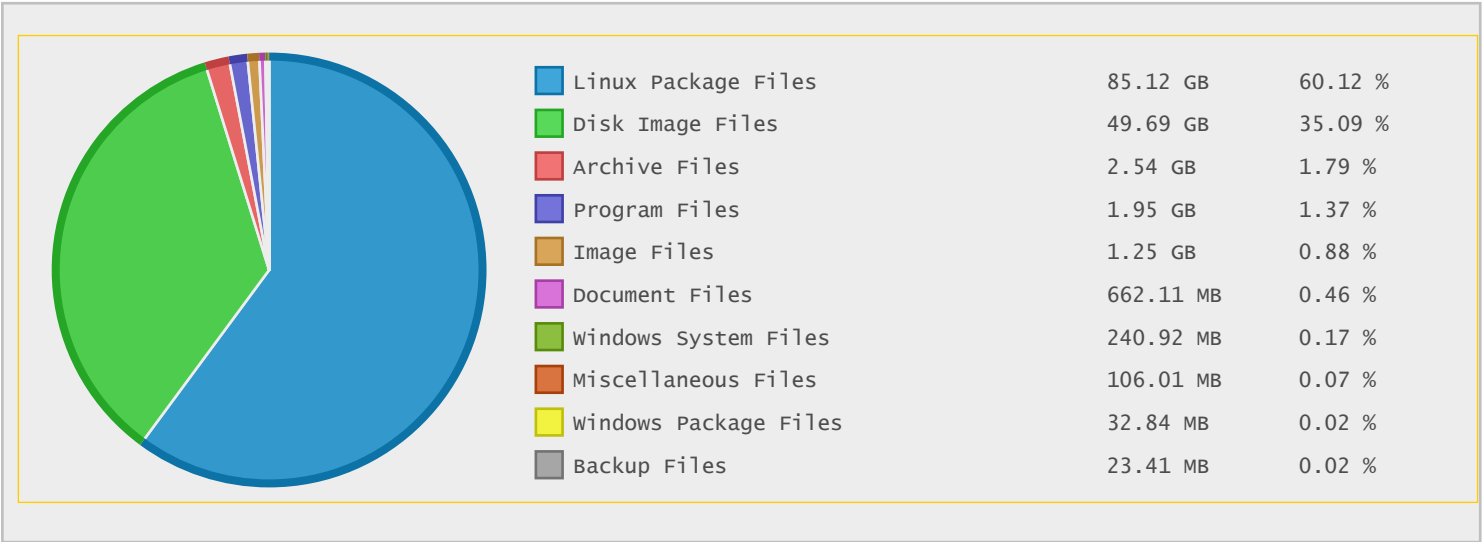 Linux Package Files 85.12 GB 60.12 %
Disk Image Files 49.69 GB 35.09 %
Archive Files 2.54 GB 1.79 %
Program Files 1.95 GB 1.37 %
Image Files 1.25 GB 0.88 %
Document Files 662.11 MB 0.46 %
Windows System Files 240.92 MB 0.17 %
Miscellaneous Files 106.01 MB 0.07 %
Windows Package Files 32.84 MB 0.02 %
Backup Files 23.41 MB 0.02 %